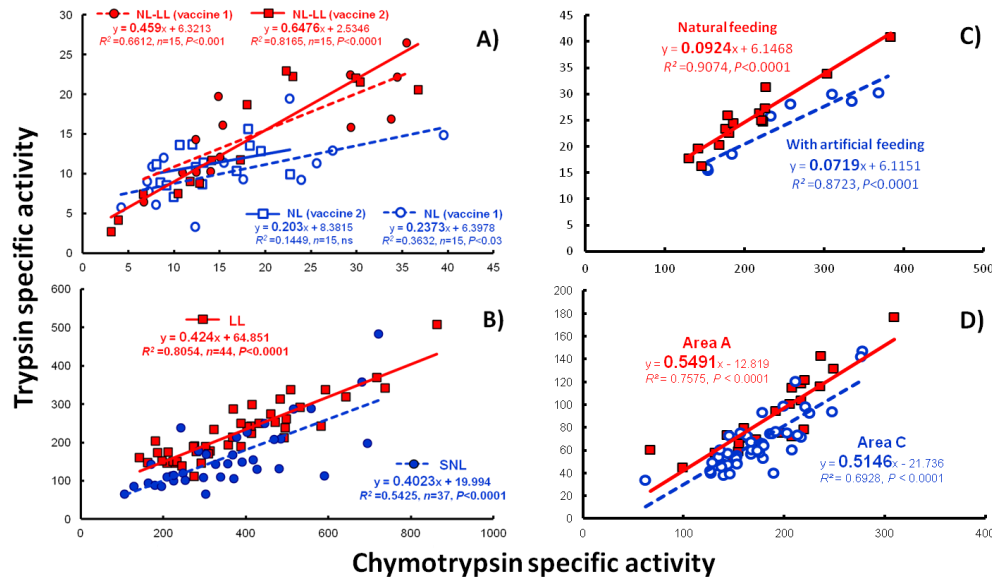 Trypsin specific activity
NL-LL (vaccine 1)
y = 0.459x + 6.3213
R² = 0.6612, n=15, P<0.001
NL-LL (vaccine 2)
y = 0.6476x + 2.5346
R² = 0.8165, n=15, P<0.0001
A)
30
25
20
15
10
5
0
NL (vaccine 2)
y = 0.203x + 8.3815
R² = 0.1449, n=15, ns
NL (vaccine 1)
y = 0.2373x + 6.3978
R² = 0.3632, n=15, P<0.03
0 5 10 15 20 25 30 35 40 45
C)
Natural feeding
y = 0.0924x + 6.1468
R² = 0.9074, P<0.0001
45
40
35
30
25
20
15
10
5
0
With artificial feeding
y = 0.0719x + 6.1151
R² = 0.8723, P<0.0001
0 100 200 300 400 500
B)
LL
y = 0.424x + 64.851
R² = 0.8054, n=44, P<0.0001
600
500
400
300
200
100
0
SNL
y = 0.4023x + 19.994
R² = 0.5425, n=37, P<0.0001
0 200 400 600 800 1000
D)
Area A
y = 0.5491x - 12.819
R² = 0.7575, P < 0.0001
200
180
160
140
120
100
80
60
40
20
0
Area C
y = 0.5146x - 21.736
R² = 0.6928, P < 0.0001
0 100 200 300 400
Chymotrypsin specific activity